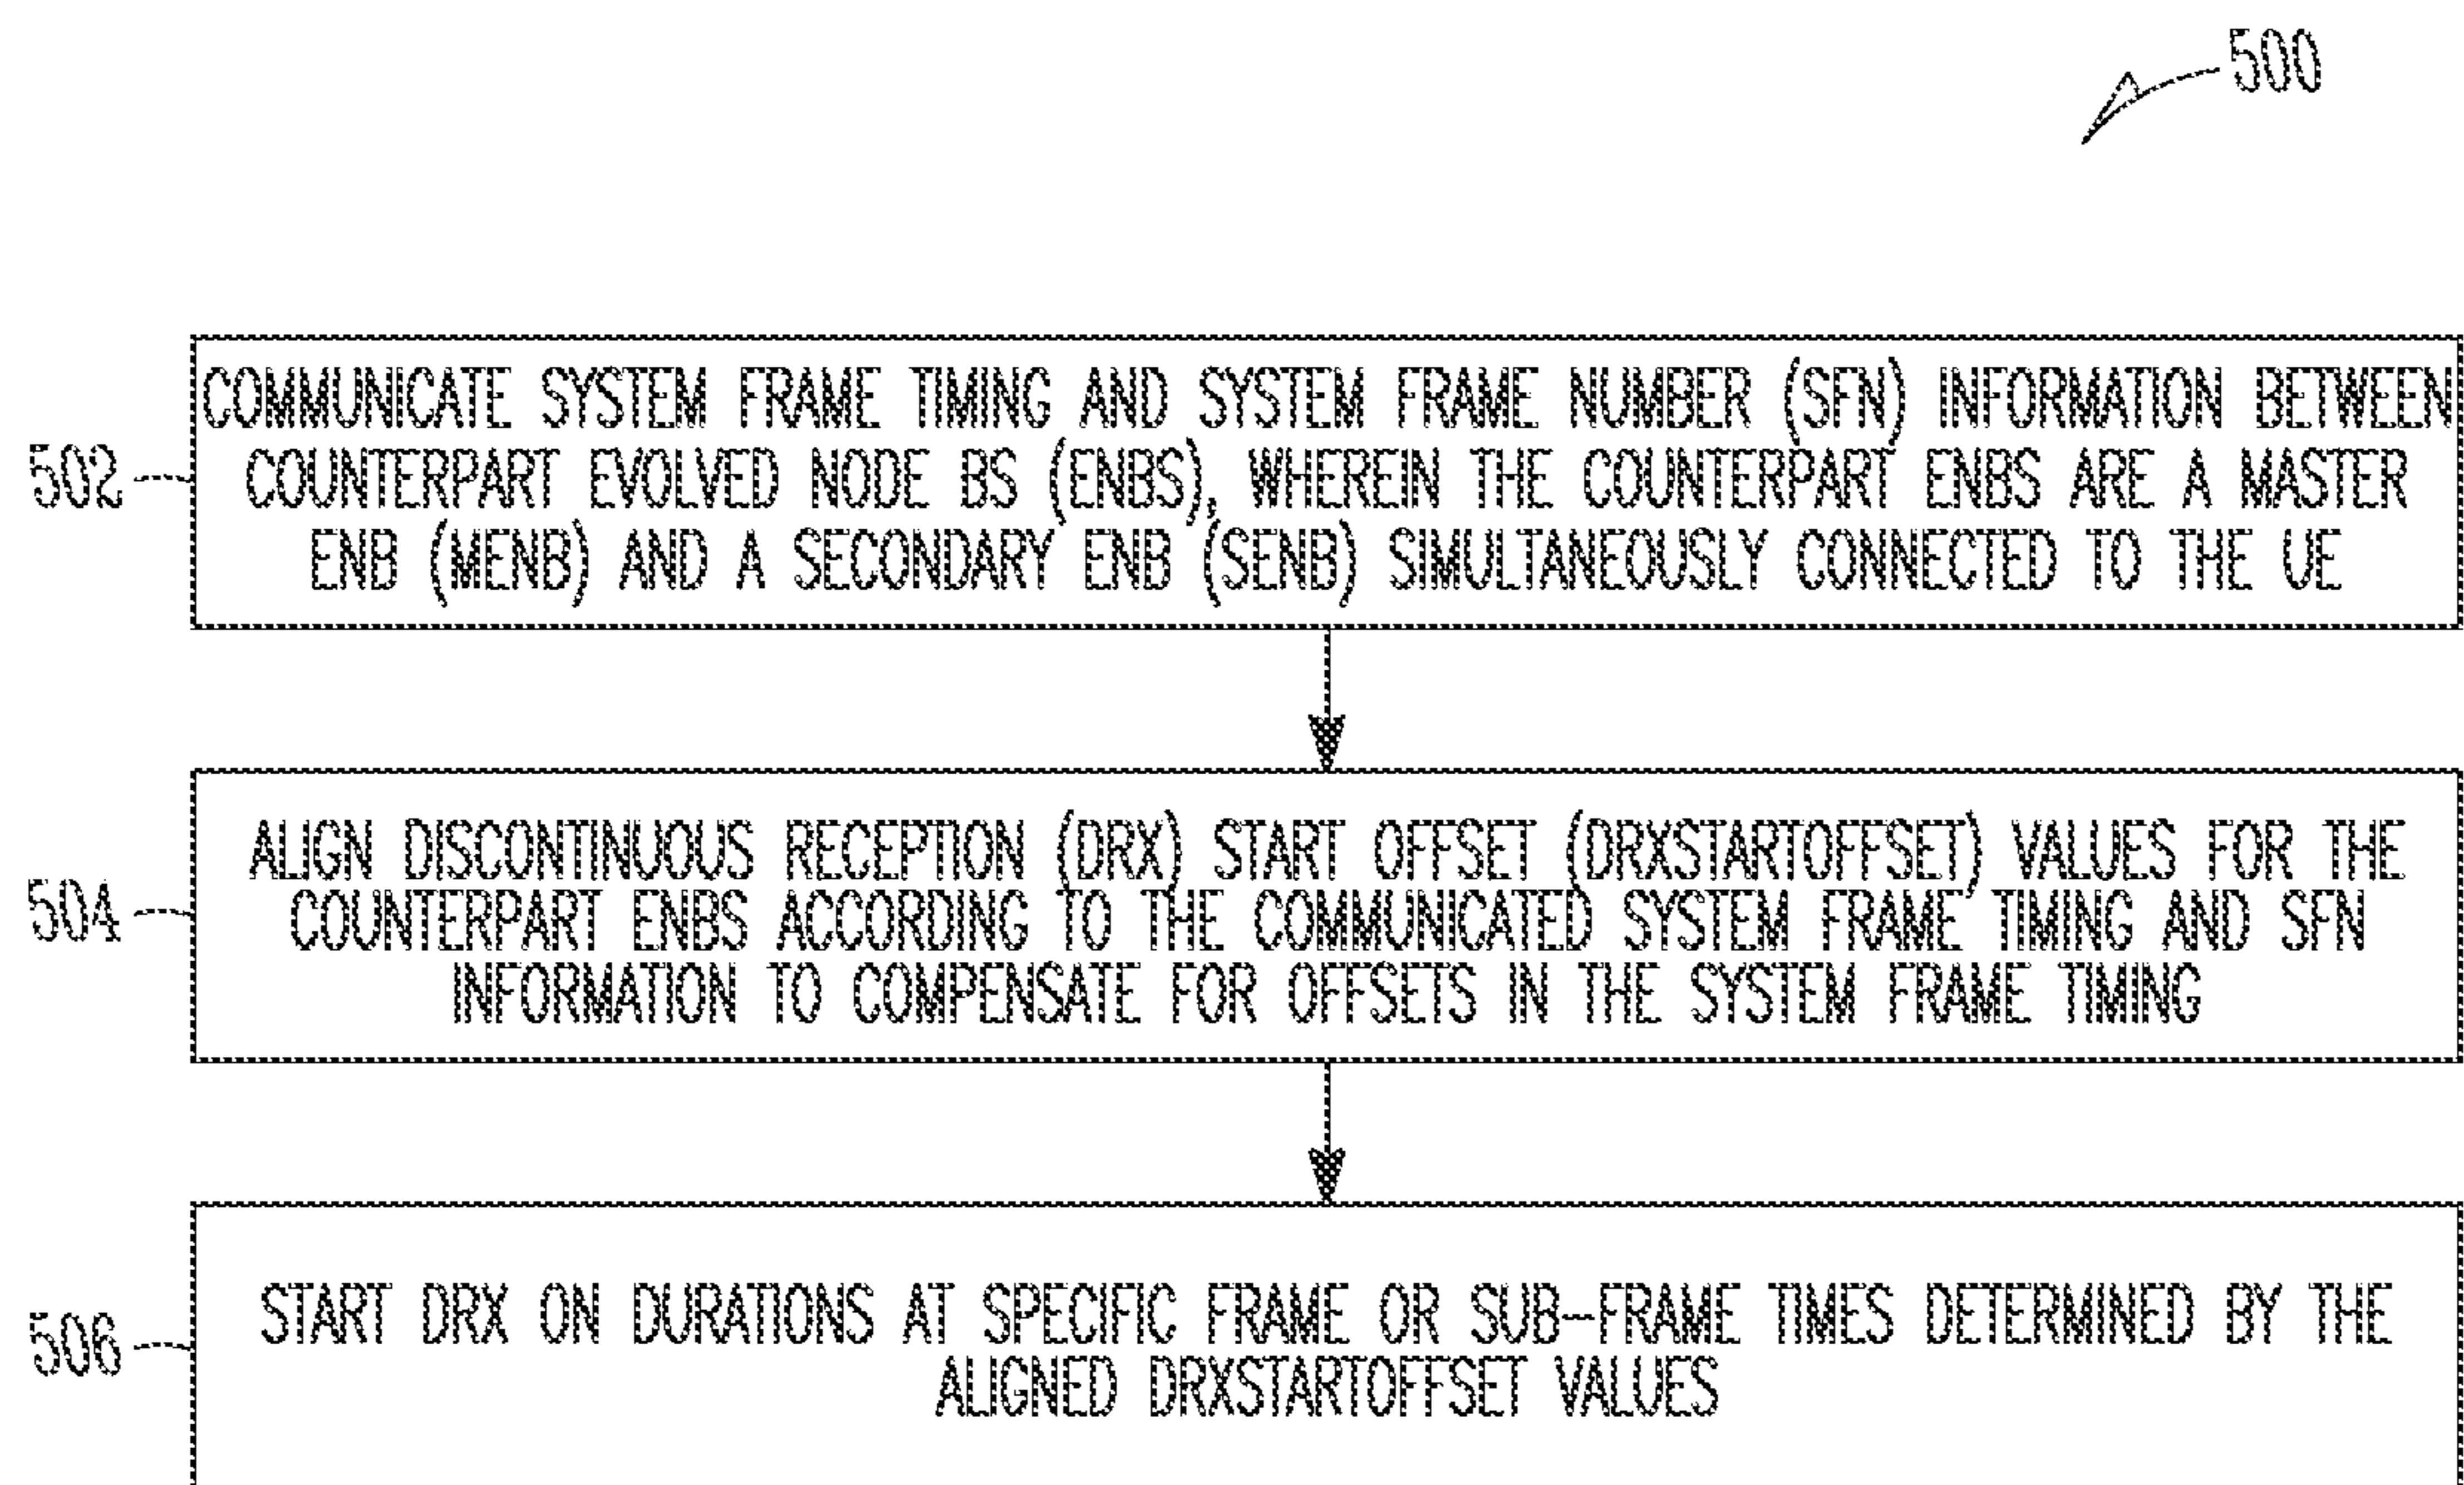 500
COMMUNICATE SYSTEM FRAME TIMING AND SYSTEM FRAME NUMBER (SFN) INFORMATION BETWEEN
502
COUNTERPART EVOLVED NODE BS (ENBS), WHEREIN THE COUNTERPART ENBS ARE A MASTER
ENB (MENB) AND A SECONDARY ENB (SENB) SIMULTANEOUSLY CONNECTED TO THE UE
ALIGN DISCONTINUOUS RECEPTION (DRX) START OFFSET (DRXSTARTOFFSET) VALUES FOR THE
504
COUNTERPART ENBS ACCORDING TO THE COMMUNICATED SYSTEM FRAME TIMING AND SFN
INFORMATION TO COMPENSATE FOR OFFSETS IN THE SYSTEM FRAME TIMING
506
START DRX ON DURATIONS AT SPECIFIC FRAME OR SUB-FRAME TIMES DETERMINED BY THE
ALIGNED DRXSTARTOFFSET VALUES